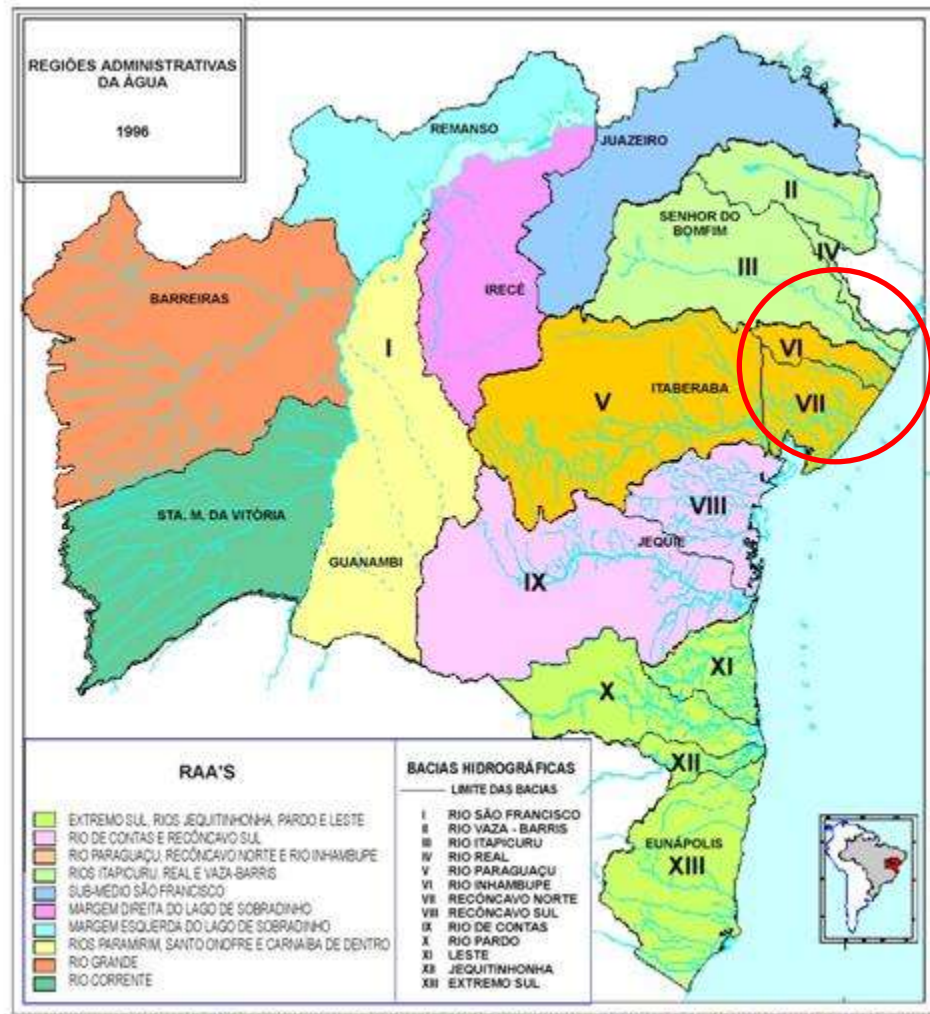 REGIÕES ADMINISTRATIVAS
DA ÁGUA
1996
REMANSO
JUAZEIRO
II
SENHOR DO
BOMFIM
IV
III
BARREIRAS
IRECÊ
I
VI
ITABERABA
V
VII
STA. M. DA VITÓRIA
VIII
JEQUIE
GUANAMBI
IX
XI
X
XII
EUNÁPOLIS
XIII
RAA'S
EXTREMO SUL, RIOS JEQUITINHONHA, PARDO E LESTE
RIO DE CONTAS E RECÔNCAVO SUL
RIO PARAGUAÇU, RECÔNCAVO NORTE E RIO INHAMBUPE
RIOS ITAPICURU, REAL E VAZA-BARRIS
SUB-MÉDIO SÃO FRANCISCO
MARGEM DIREITA DO LAGO DE SOBRADINHO
MARGEM ESQUERDA DO LAGO DE SOBRADINHO
RIOS PARAMIRIM, SANTO ONOFRE E CARNAIBA DE DENTRO
RIO GRANDE
RIO CORRENTE
BACIAS HIDROGRÁFICAS
LIMITE DAS BACIAS
I RIO SÃO FRANCISCO
II RIO VAZA - BARRIS
III RIO ITAPICURU
IV RIO REAL
V RIO PARAGUAÇU
VI RIO INHAMBUPE
VII RECÔNCAVO NORTE
VIII RECÔNCAVO SUL
IX RIO DE CONTAS
X RIO PARDO
XI LESTE
XII JEQUITINHONHA
XIII EXTREMO SUL